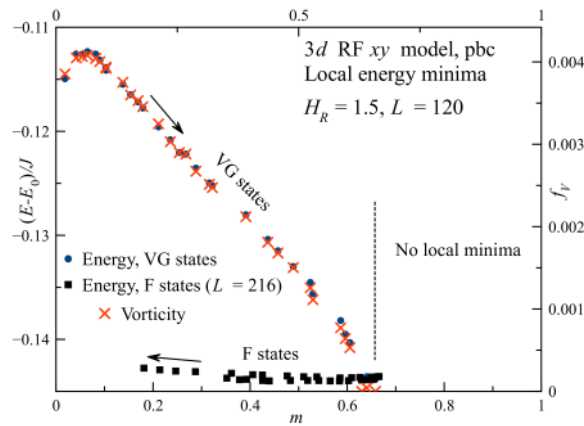 0 0.5 1
-0.11
-0.12
-0.13
-0.14
(E-E₀)/J
0.004
0.003
0.002
0.001
0
f_V
3d RF xy model, pbc
Local energy minima
H_R = 1.5, L = 120
VG states
No local minima
Energy, VG states
Energy, F states (L = 216)
Vorticity
F states
0 0.2 0.4 0.6 0.8 1
m